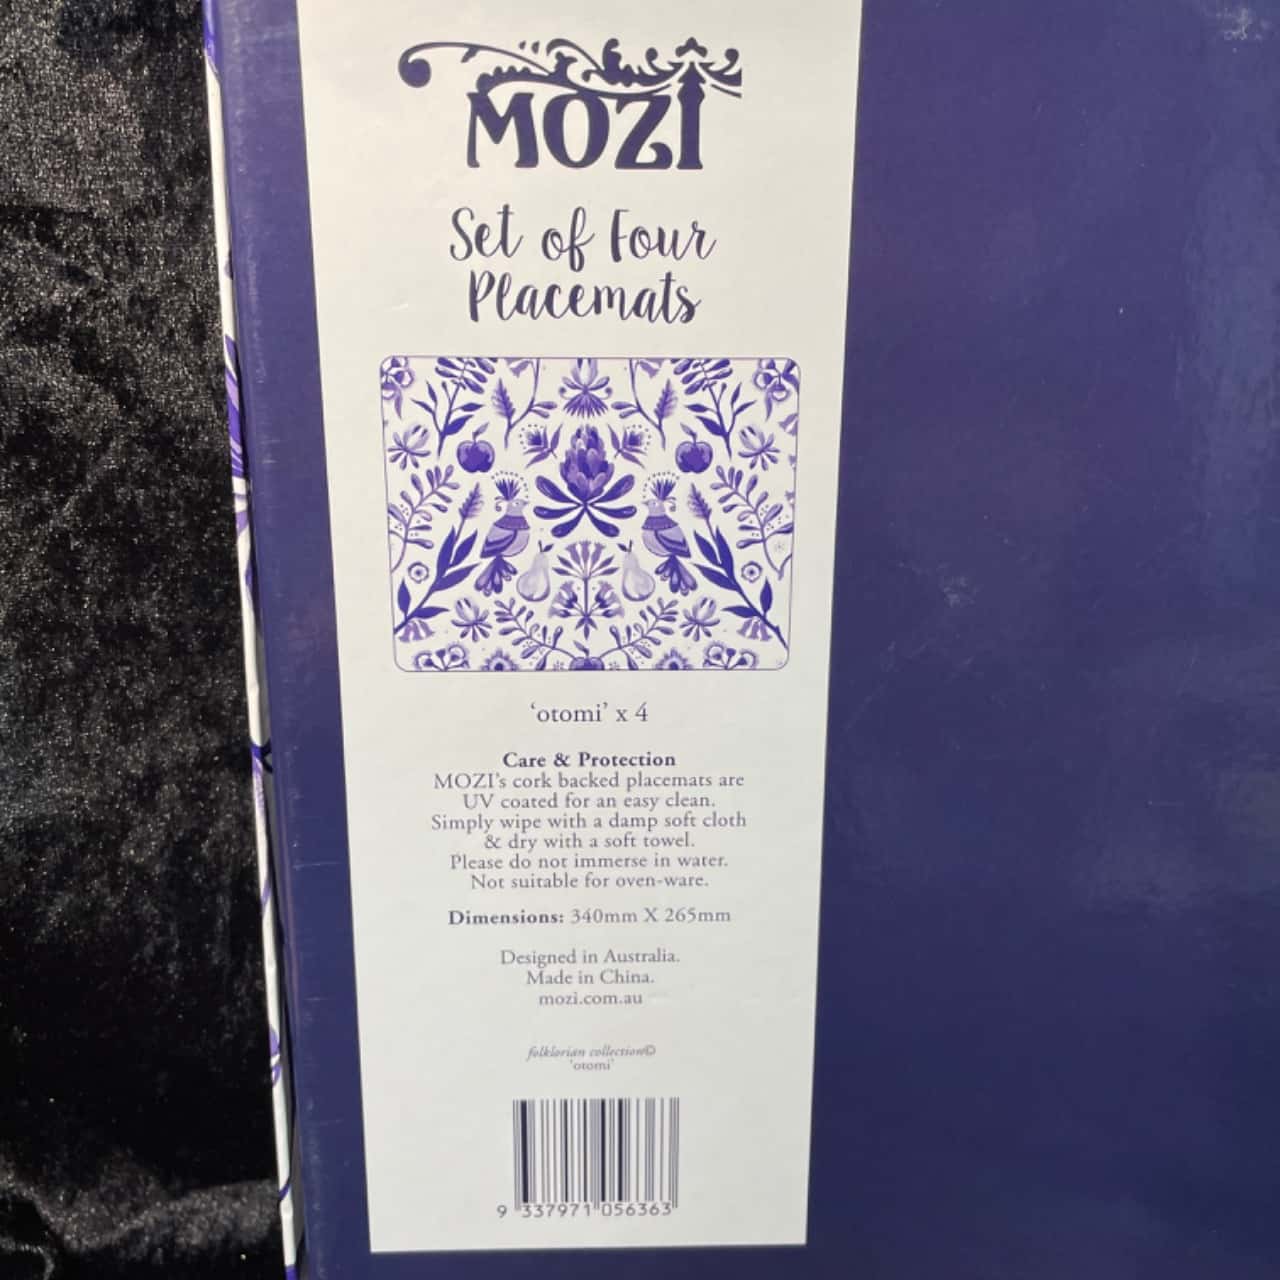 MOZI
Set of Four
Placemats
'otomi' x 4
Care & Protection
MOZI's cork backed placemats are
UV coated for an easy clean.
Simply wipe with a damp soft cloth
& dry with a soft towel.
Please do not immerse in water.
Not suitable for oven-ware.
Dimensions: 340mm X 265mm
Designed in Australia.
Made in China.
mozi.com.au
folklorian collection©
'otomi'
9 337971 056363